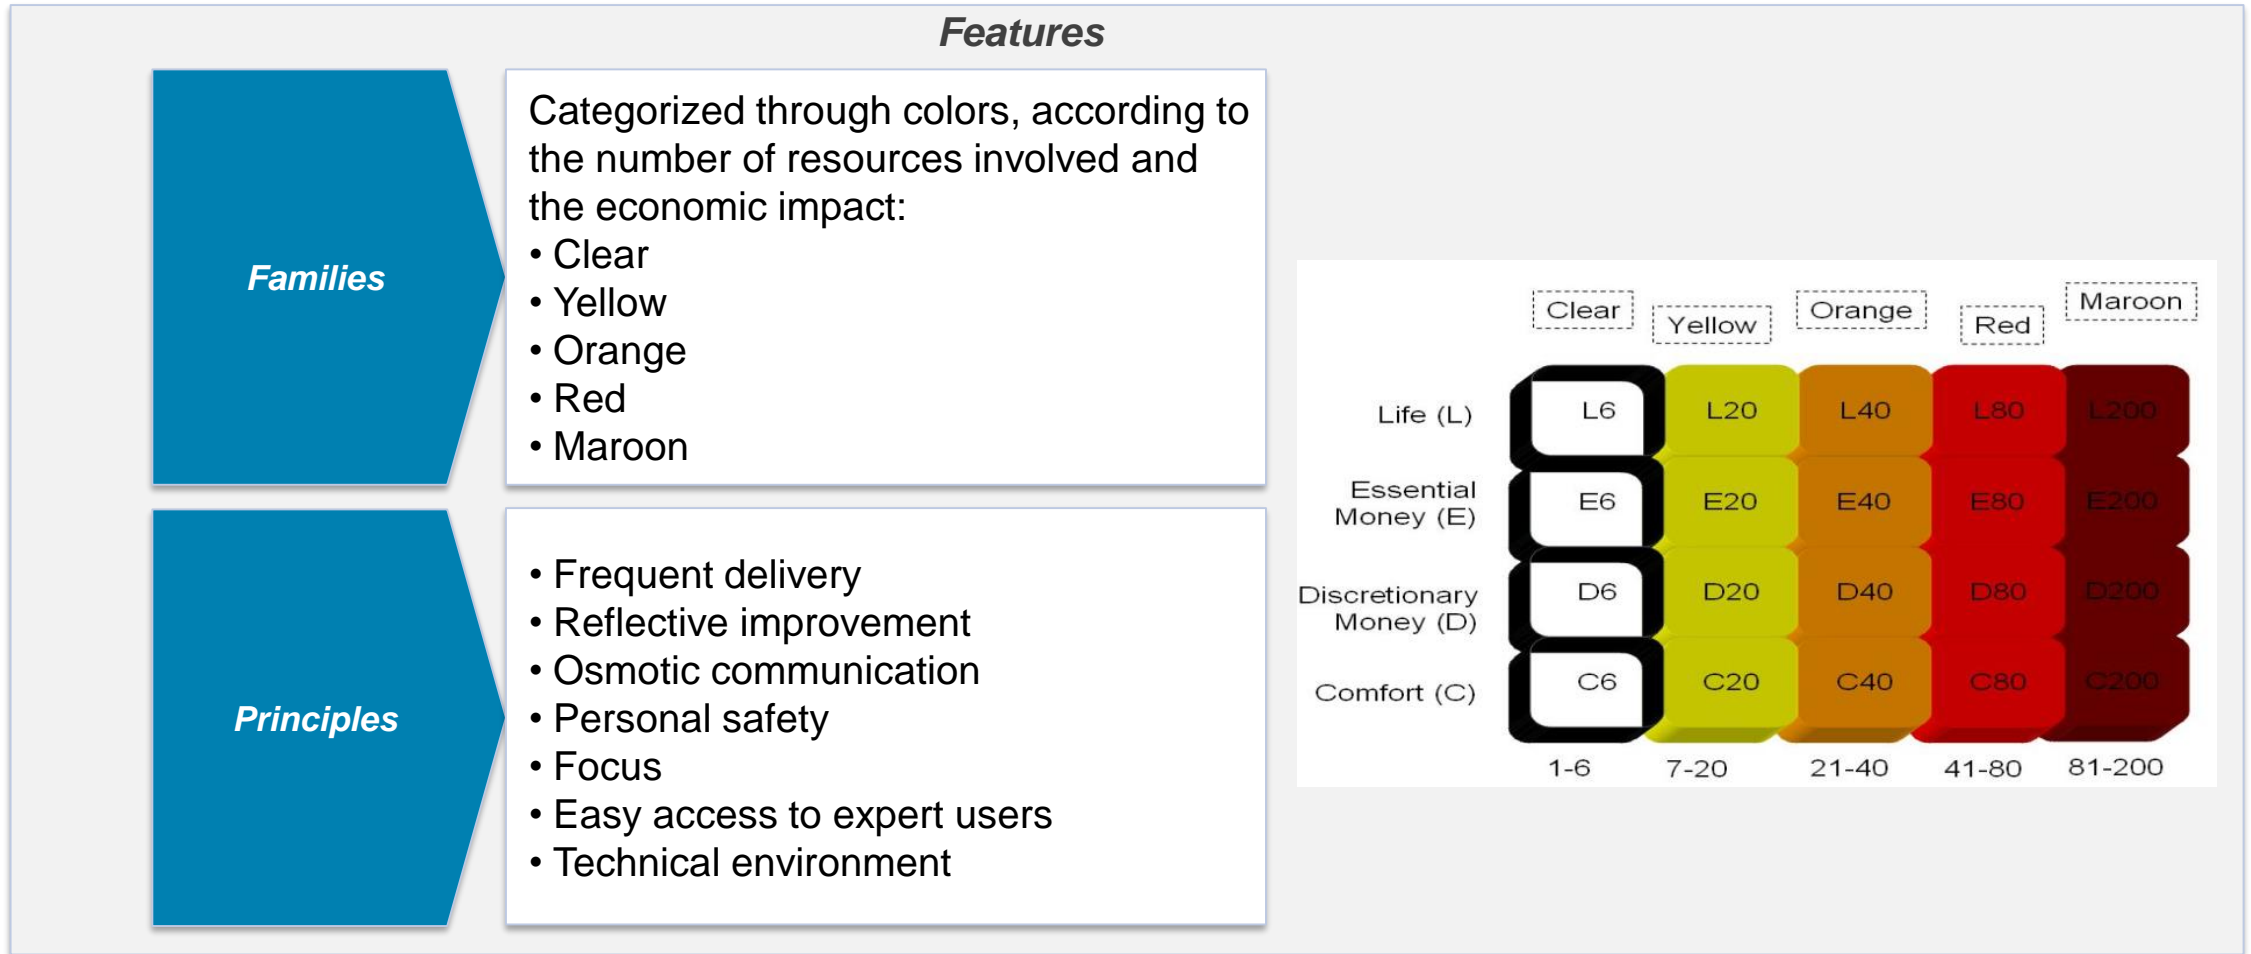 Features
Families
Categorized through colors, according to
the number of resources involved and
the economic impact:
• Clear
• Yellow
• Orange
• Red
• Maroon
Principles
• Frequent delivery
• Reflective improvement
• Osmotic communication
• Personal safety
• Focus
• Easy access to expert users
• Technical environment
Clear Yellow Orange Red Maroon
Life (L) L6 L20 L40 L80 L200
Essential
Money (E) E6 E20 E40 E80 E200
Discretionary
Money (D) D6 D20 D40 D80 D200
Comfort (C) C6 C20 C40 C80 C200
1-6 7-20 21-40 41-80 81-200